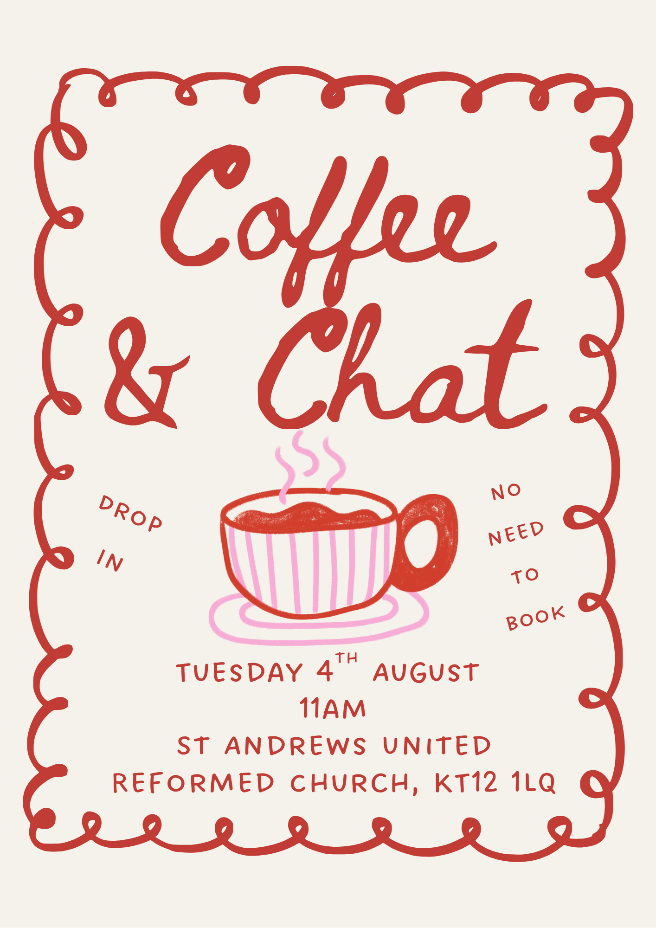 Coffee
& Chat
DROP
IN
NO
NEED
TO
BOOK
TUESDAY 4TH AUGUST
11AM
ST ANDREWS UNITED
REFORMED CHURCH, KT12 1LQ